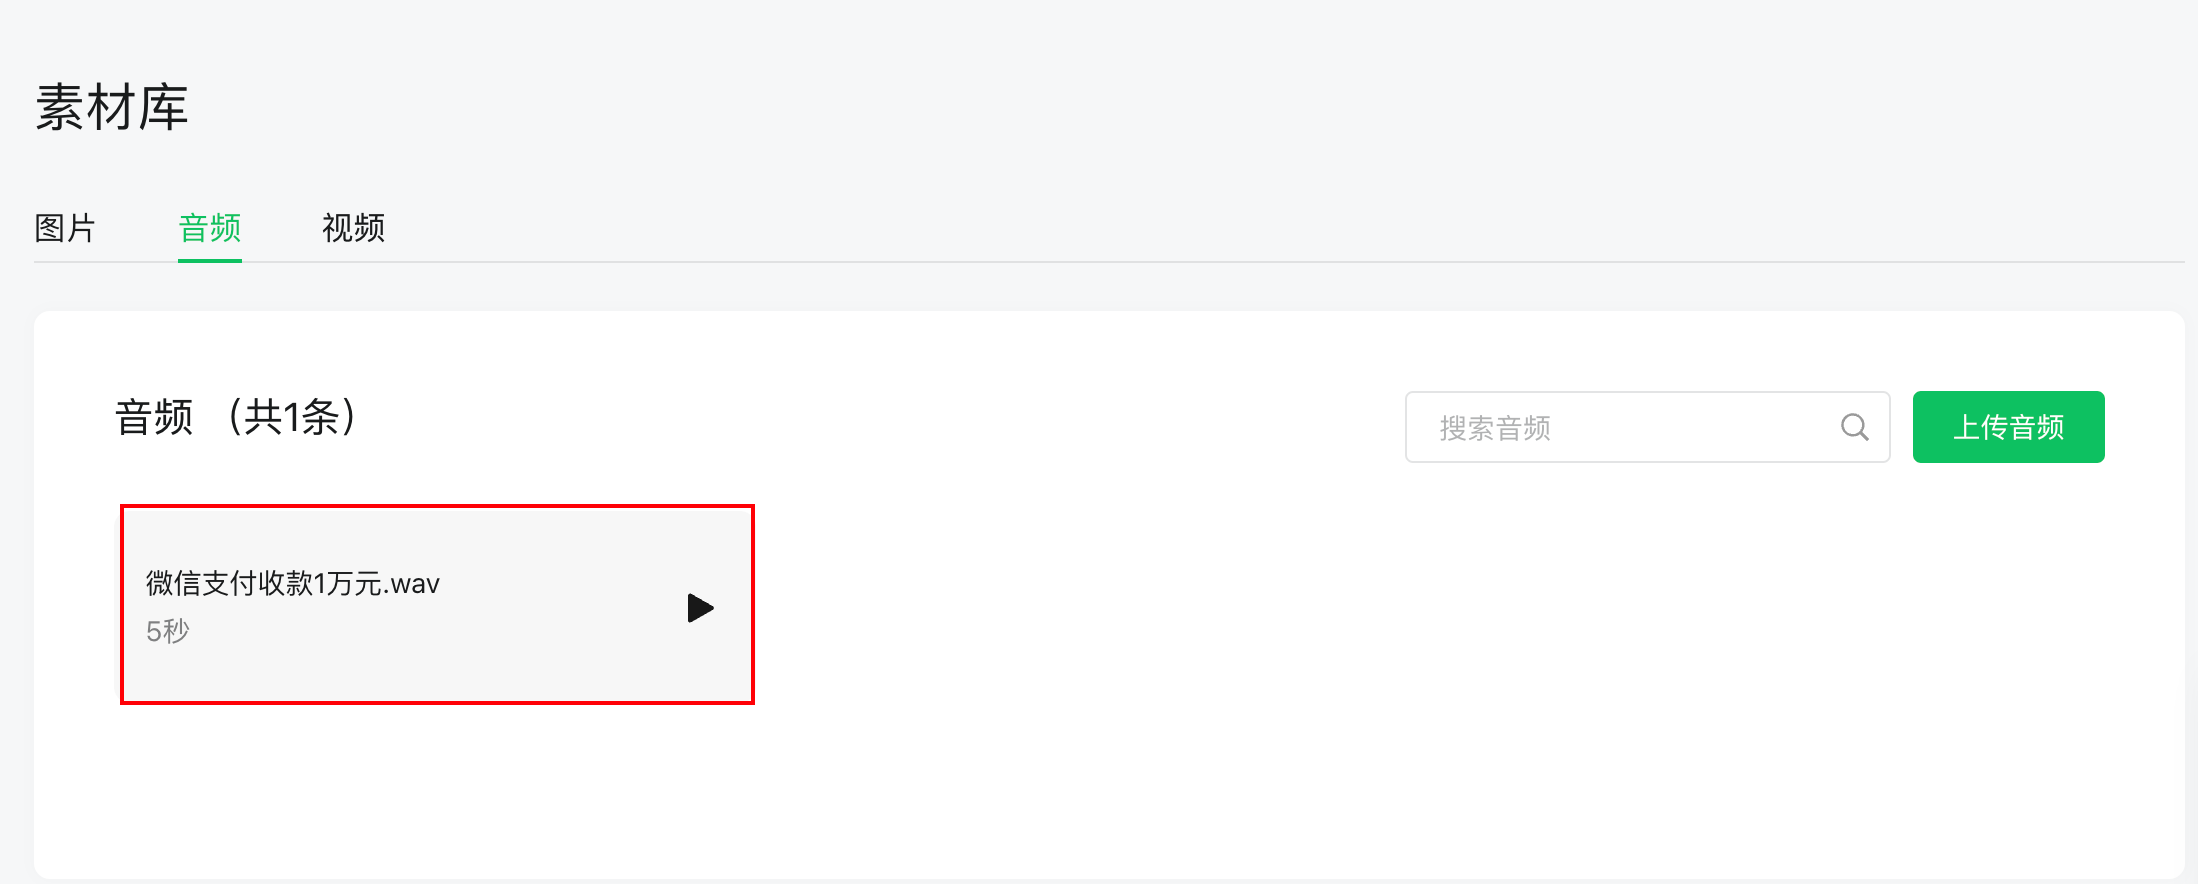 素材库
图片 音频 视频
音频 （共1条）
搜索音频
上传音频
微信支付收款1万元.wav
5秒